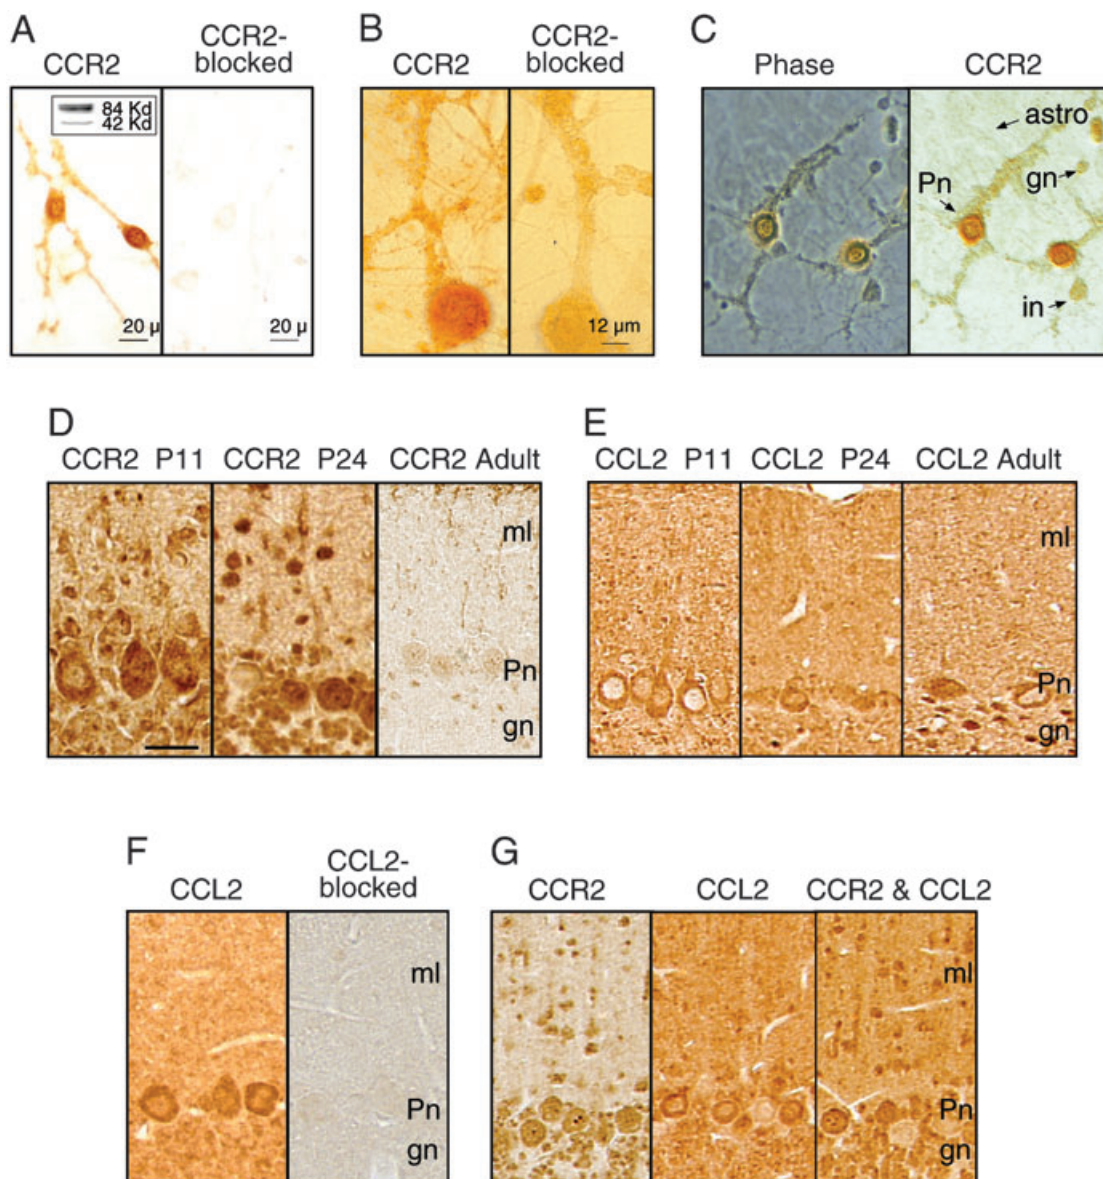 A
CCR2
CCR2-
blocked
84 Kd
42 Kd
20 µ
20 µ
B
CCR2
CCR2-
blocked
12 µm
C
Phase
CCR2
astro
Pn
gn
in
D
CCR2 P11 CCR2 P24 CCR2 Adult
ml
Pn
gn
E
CCL2 P11 CCL2 P24 CCL2 Adult
ml
Pn
gn
F
CCL2
CCL2-
blocked
ml
Pn
gn
G
CCR2 CCL2 CCR2 & CCL2
ml
Pn
gn